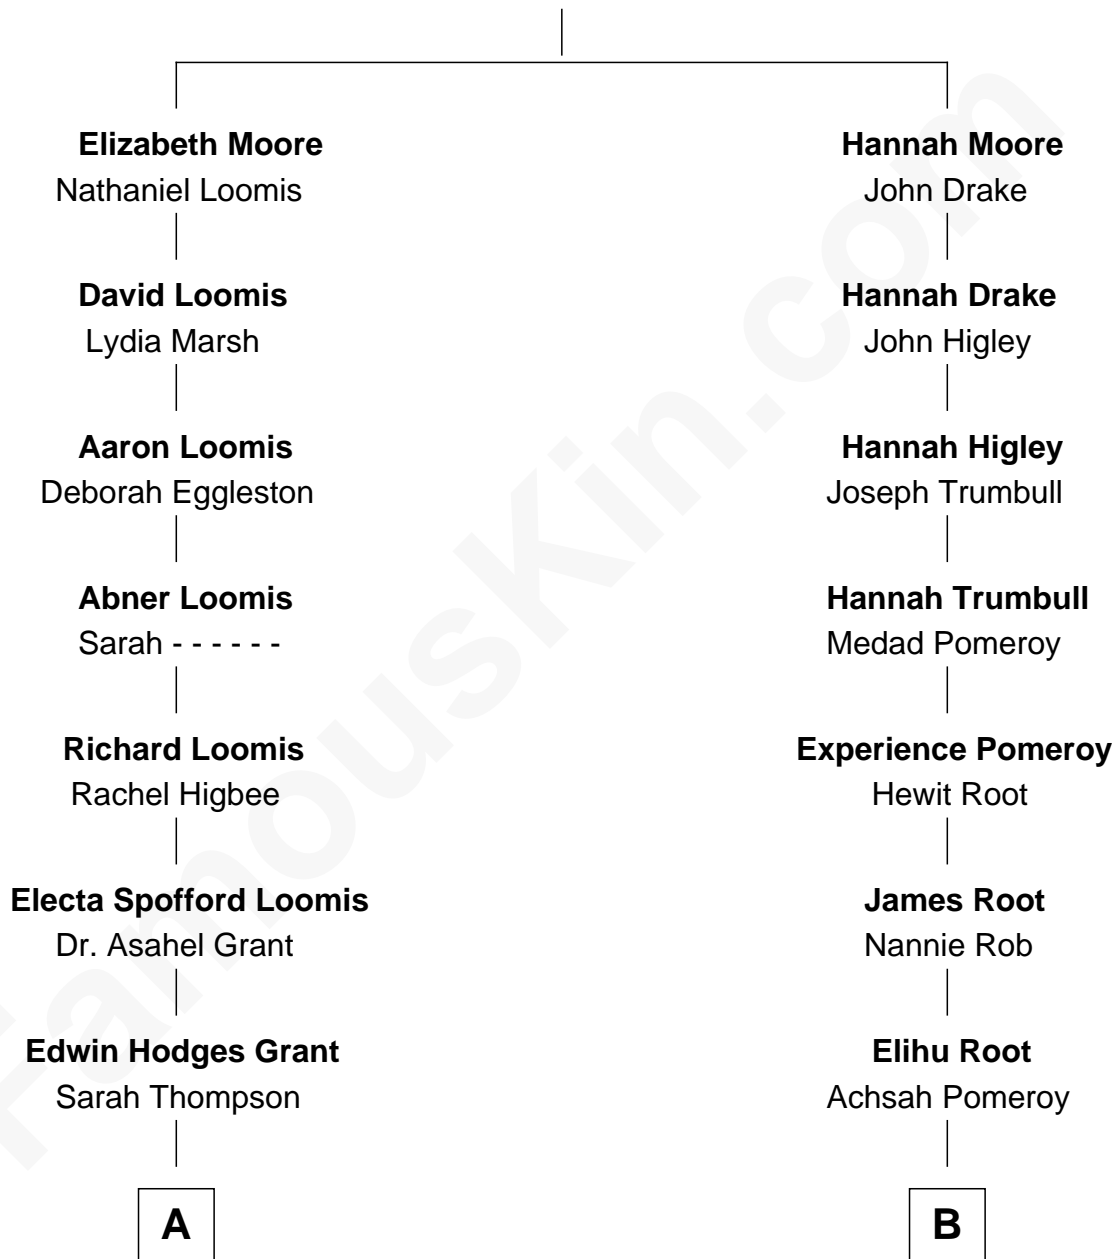 Elizabeth Moore
Nathaniel Loomis
David Loomis
Lydia Marsh
Aaron Loomis
Deborah Eggleston
Abner Loomis
Sarah - - - - - -
Richard Loomis
Rachel Higbee
Electa Spofford Loomis
Dr. Asahel Grant
Edwin Hodges Grant
Sarah Thompson
A
Hannah Moore
John Drake
Hannah Drake
John Higley
Hannah Higley
Joseph Trumbull
Hannah Trumbull
Medad Pomeroy
Experience Pomeroy
Hewit Root
James Root
Nannie Rob
Elihu Root
Achsah Pomeroy
B
FamousKin.com